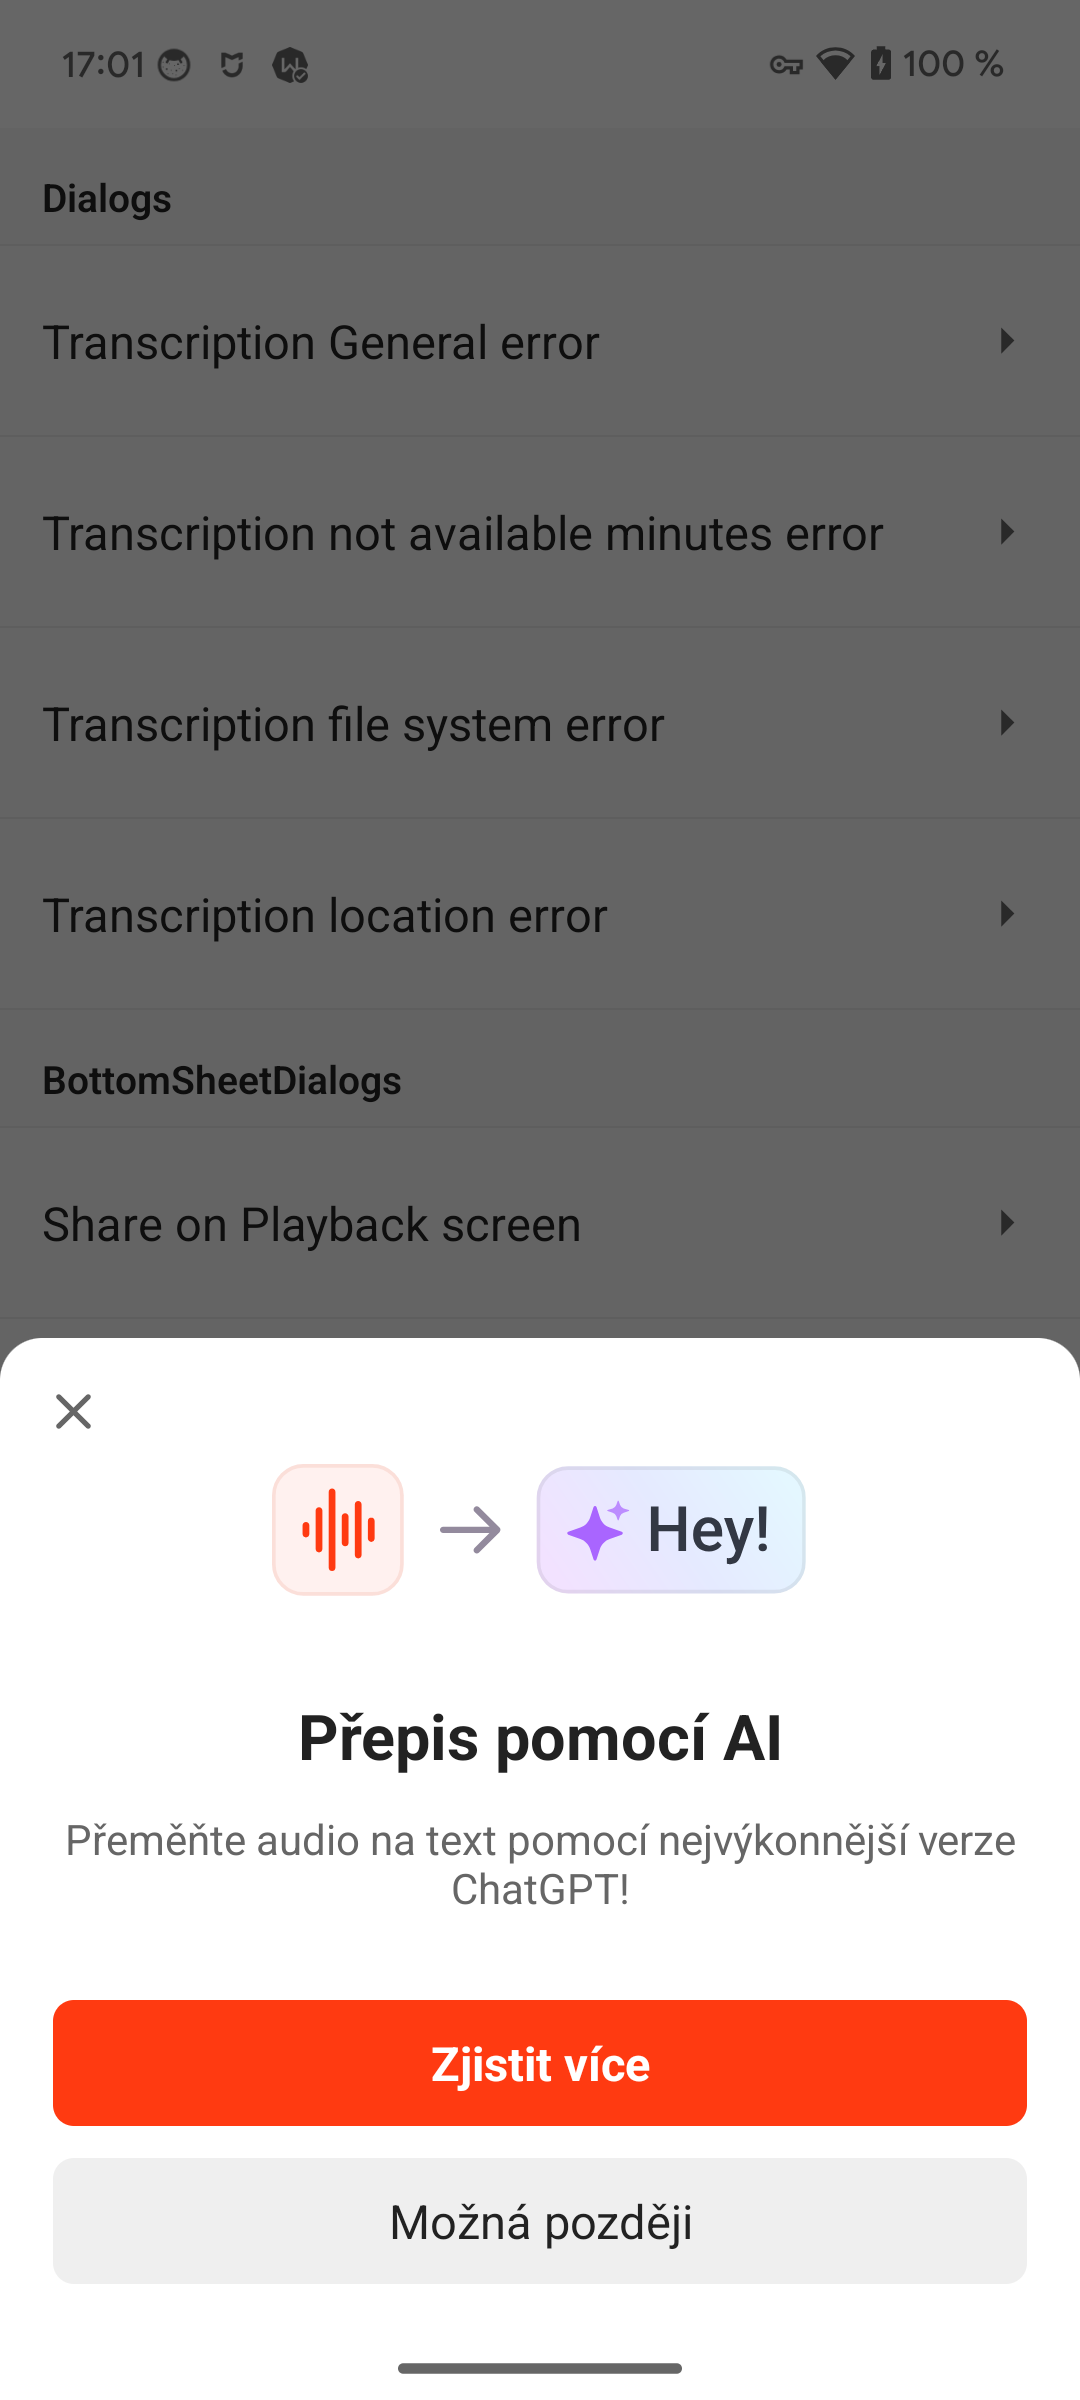 17:01
100 %
Dialogs
Transcription General error
Transcription not available minutes error
Transcription file system error
Transcription location error
BottomSheetDialogs
Share on Playback screen
Hey!
Přepis pomocí AI
Přeměňte audio na text pomocí nejvýkonnější verze
ChatGPT!
Zjistit více
Možná později